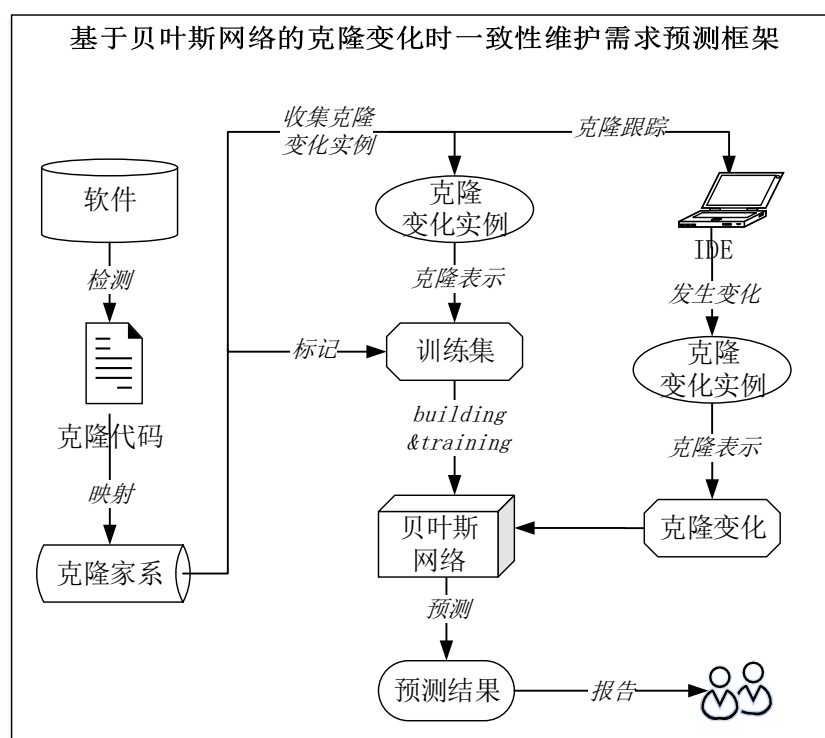 基于贝叶斯网络的克隆变化时一致性维护需求预测框架
收集克隆
变化实例
克隆跟踪
软件
克隆
变化实例
IDE
检测
克隆表示
发生变化
标记
训练集
克隆
变化实例
克隆代码
building
&training
克隆表示
映射
贝叶斯
网络
克隆变化
克隆家系
预测
预测结果
报告